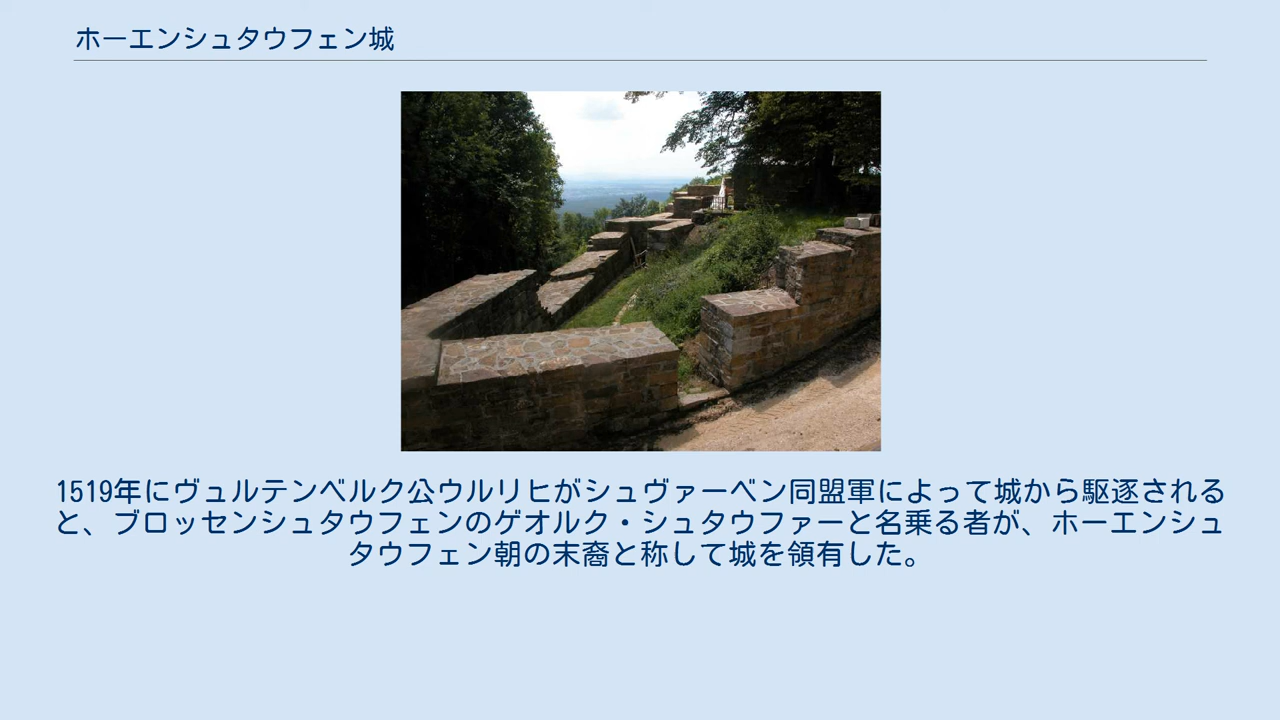 ホーエンシュタウフェン城
1519年にヴュルテンベルク公ウルリヒがシュヴァーベン同盟軍によって城から駆逐される
と、ブロッセンシュタウフェンのゲオルク・シュタウファーと名乗る者が、ホーエンシュ
タウフェン朝の末裔と称して城を領有した。